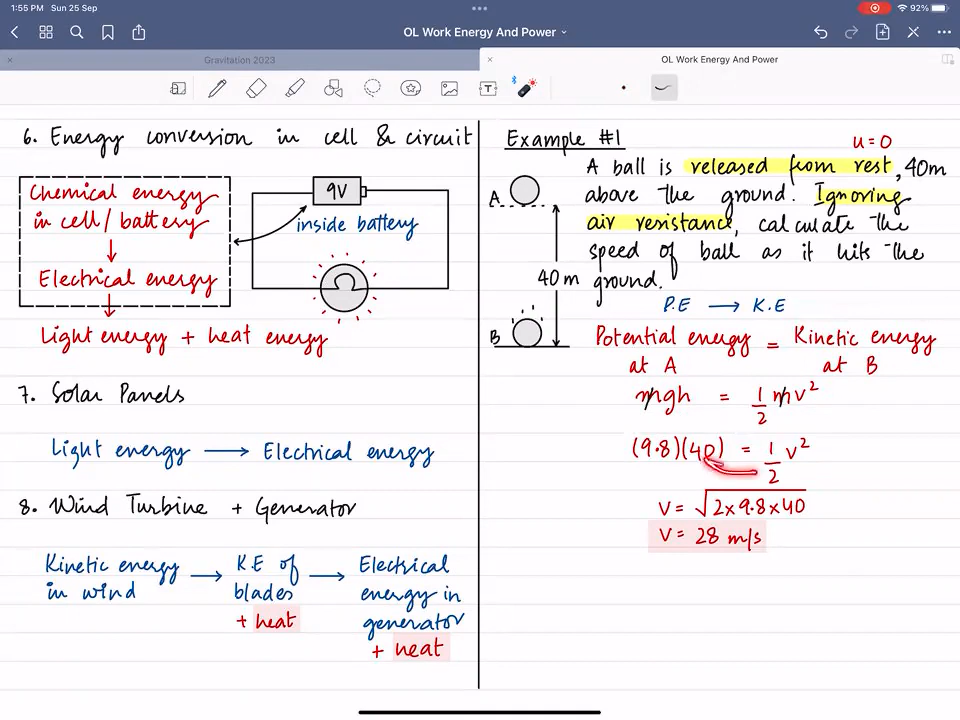 1:55 PM Sun 25 Sep
92%
OL Work Energy And Power
Gravitation 2023
OL Work Energy And Power
6. Energy conversion in cell & circuit
Chemical energy
in cell/battery
Electrical energy
Light energy + heat energy
9V
inside battery
7. Solar Panels
Light energy → Electrical energy
8. Wind Turbine + Generator
Kinetic energy → K.E of → Electrical
in wind blades energy in
+ heat generator
+ heat
Example #1
u = 0
A ball is released from rest, 40m
above the ground. Ignoring
air resistance, calculate the
speed of ball as it hits the
ground.
A
40 m
B
P.E → K.E
Potential energy = Kinetic energy
at A at B
mgh = 1/2 mv²
(9.8)(40) = 1/2 v²
V = √2x9.8x40
V = 28 m/s